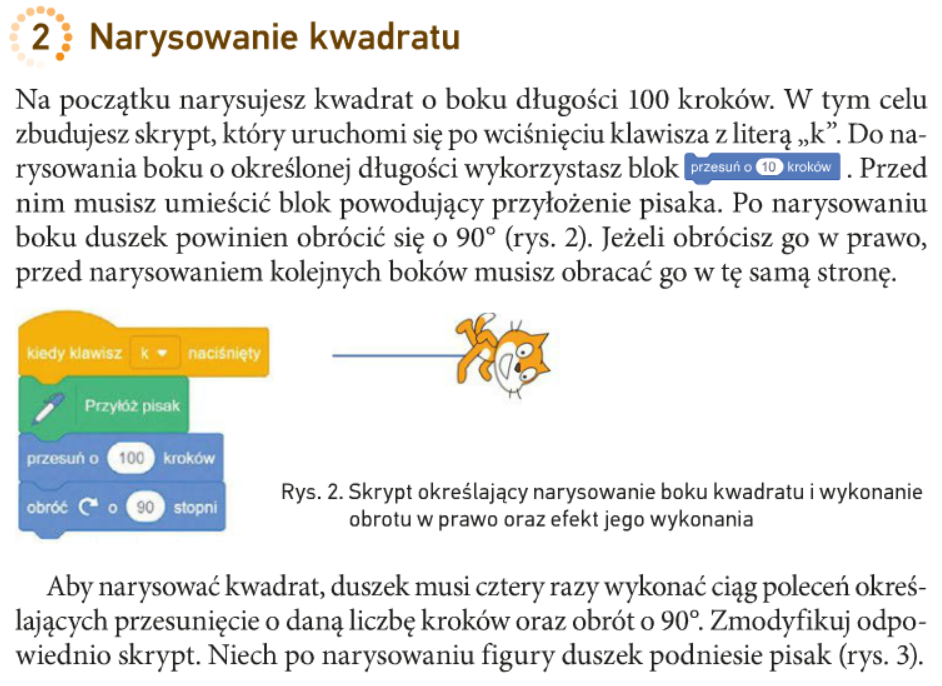 2 Narysowanie kwadratu
Na początku narysujesz kwadrat o boku długości 100 kroków. W tym celu
zbudujesz skrypt, który uruchomi się po wciśnięciu klawisza z literą „k”. Do na-
rysowania boku o określonej długości wykorzystasz blok przesuń o 10 kroków . Przed
nim musisz umieścić blok powodujący przyłożenie pisaka. Po narysowaniu
boku duszek powinien obrócić się o 90° (rys. 2). Jeżeli obrócisz go w prawo,
przed narysowaniem kolejnych boków musisz obracać go w tę samą stronę.
kiedy klawisz k naciśnięty
Przyłóż pisak
przesuń o 100 kroków
obróć o 90 stopni
Rys. 2. Skrypt określający narysowanie boku kwadratu i wykonanie
obrotu w prawo oraz efekt jego wykonania
Aby narysować kwadrat, duszek musi cztery razy wykonać ciąg poleceń okreś-
lających przesunięcie o daną liczbę kroków oraz obrót o 90°. Zmodyfikuj odpo-
wiednio skrypt. Niech po narysowaniu figury duszek podniesie pisak (rys. 3).